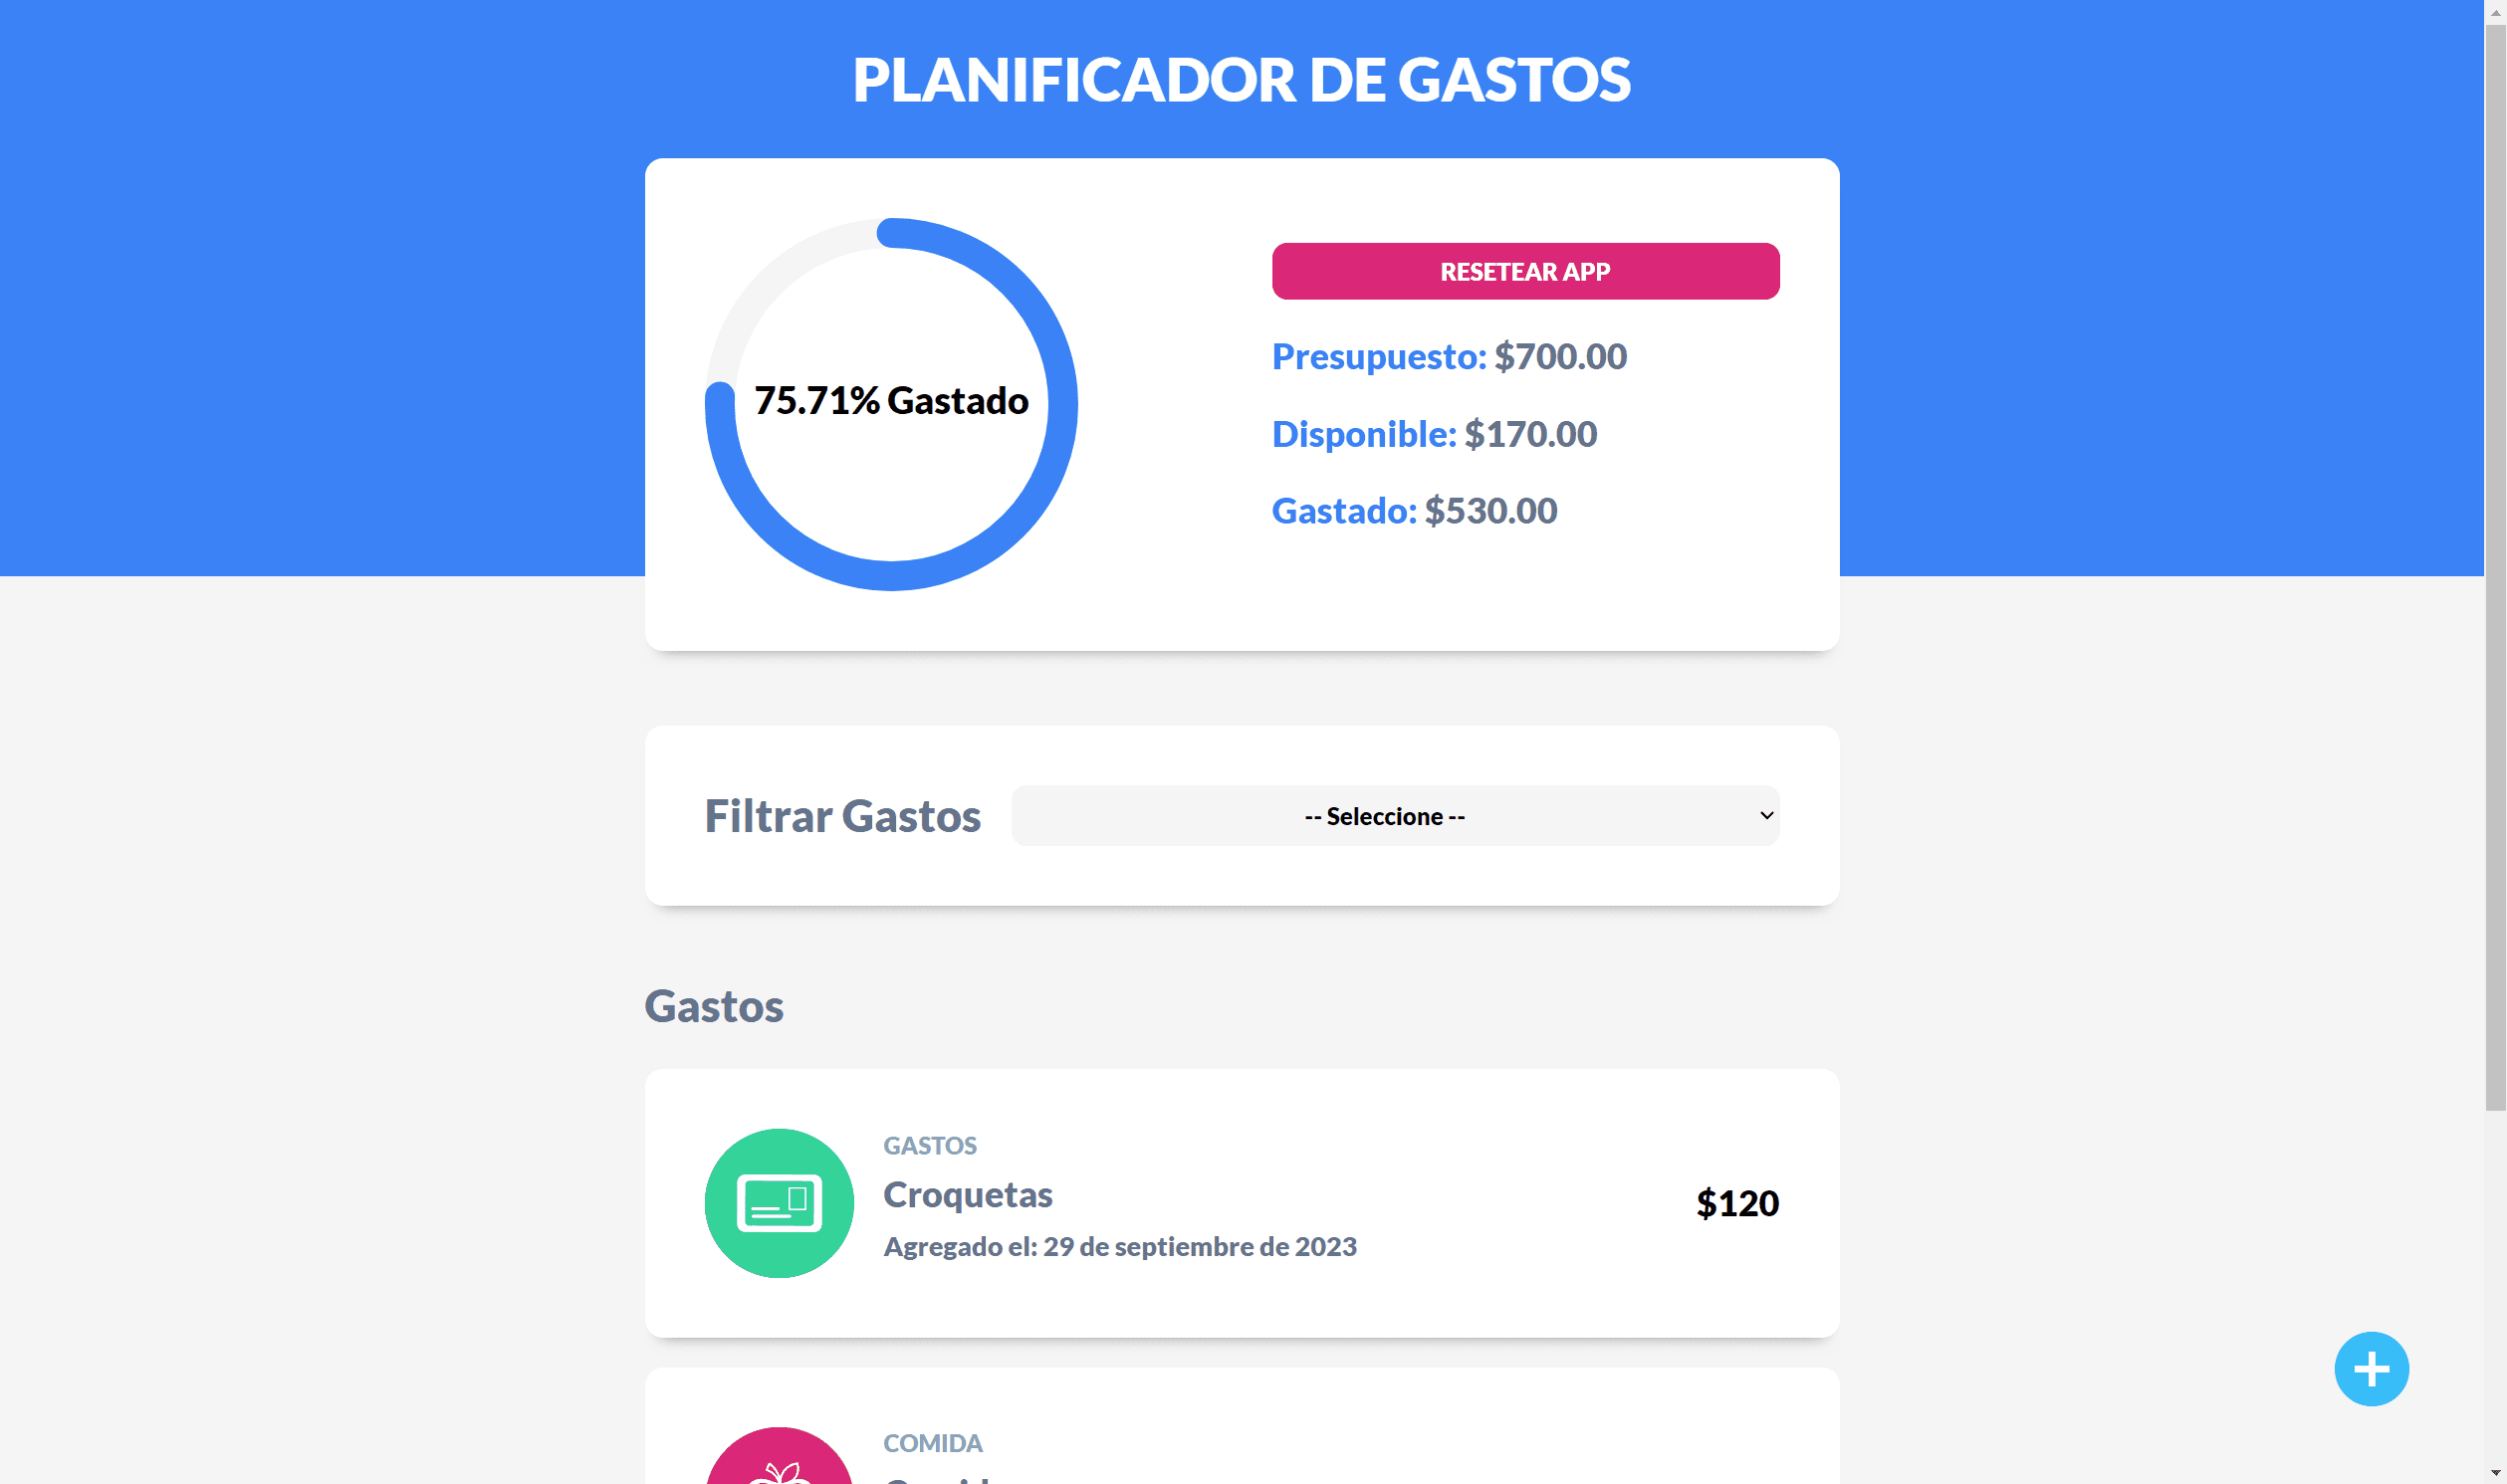 PLANIFICADOR DE GASTOS
75.71% Gastado
RESETEAR APP
Presupuesto: $700.00
Disponible: $170.00
Gastado: $530.00
Filtrar Gastos
-- Seleccione --
Gastos
GASTOS
Croquetas
Agregado el: 29 de septiembre de 2023
$120
COMIDA